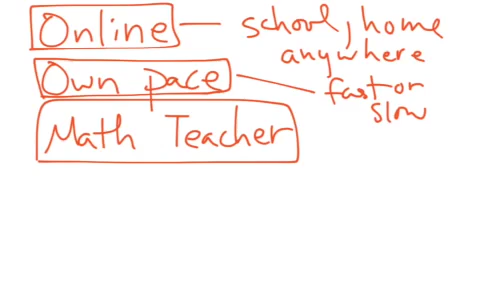 Online — school, home
anywhere
Own pace — fast or
slow
Math Teacher